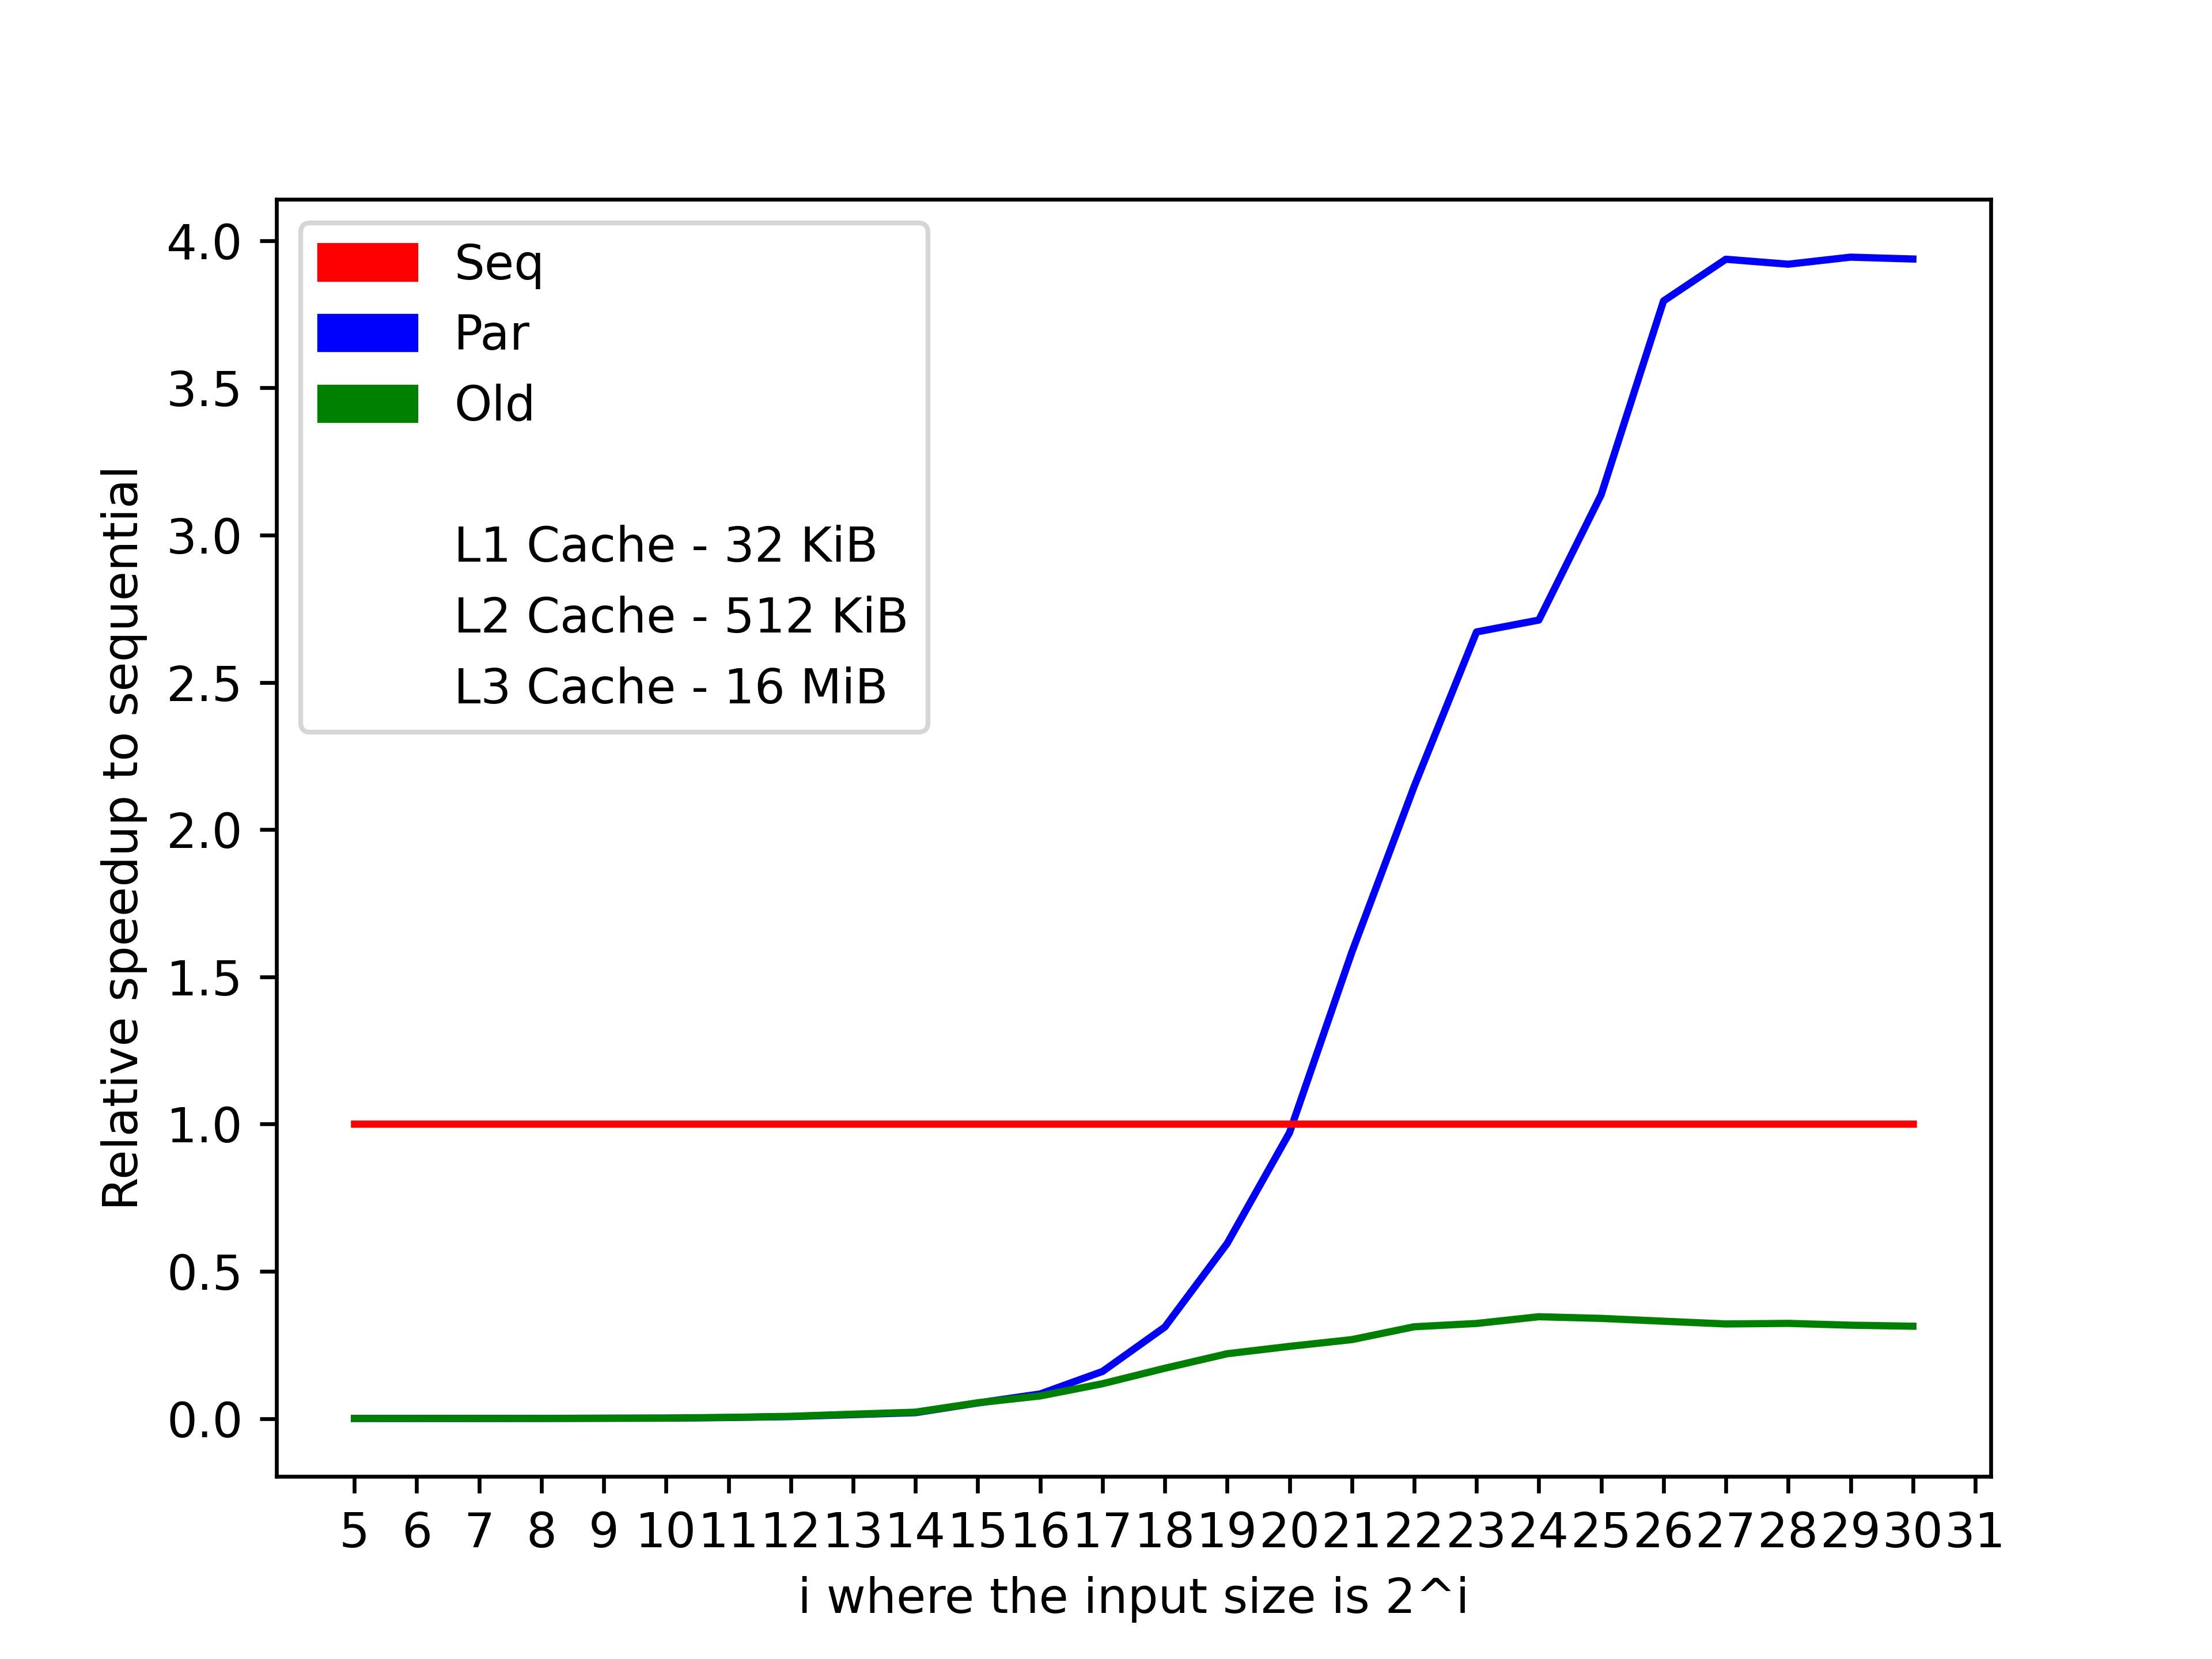 Seq
Par
Old
L1 Cache - 32 KiB
L2 Cache - 512 KiB
L3 Cache - 16 MiB
4.0
3.5
3.0
2.5
2.0
1.5
1.0
0.5
0.0
Relative speedup to sequential
5 6 7 8 9 10 11 12 13 14 15 16 17 18 19 20 21 22 23 24 25 26 27 28 29 30 31
i where the input size is 2^i